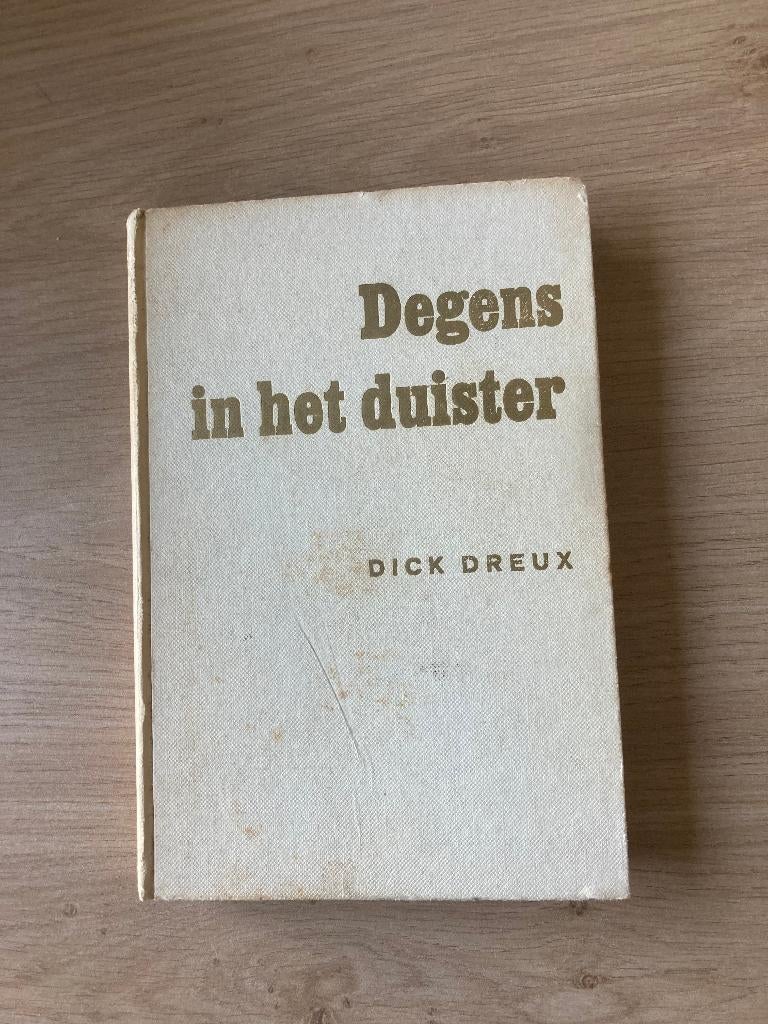 Degens
in het duister
DICK DREUX